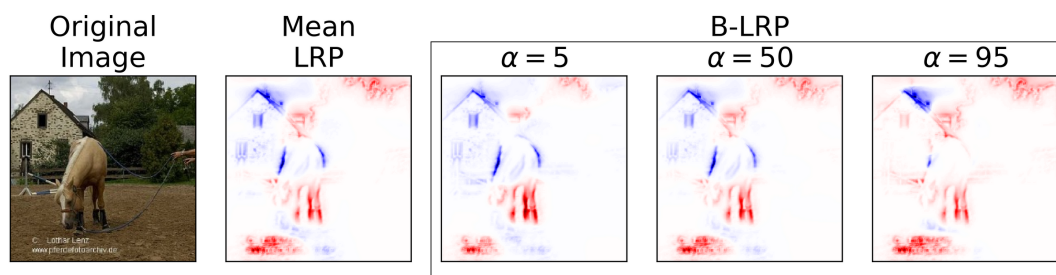 Original
Image
Mean
LRP
B-LRP
α = 5
α = 50
α = 95
C: Lothar Lenz
www.pferdefotoarchiv.de